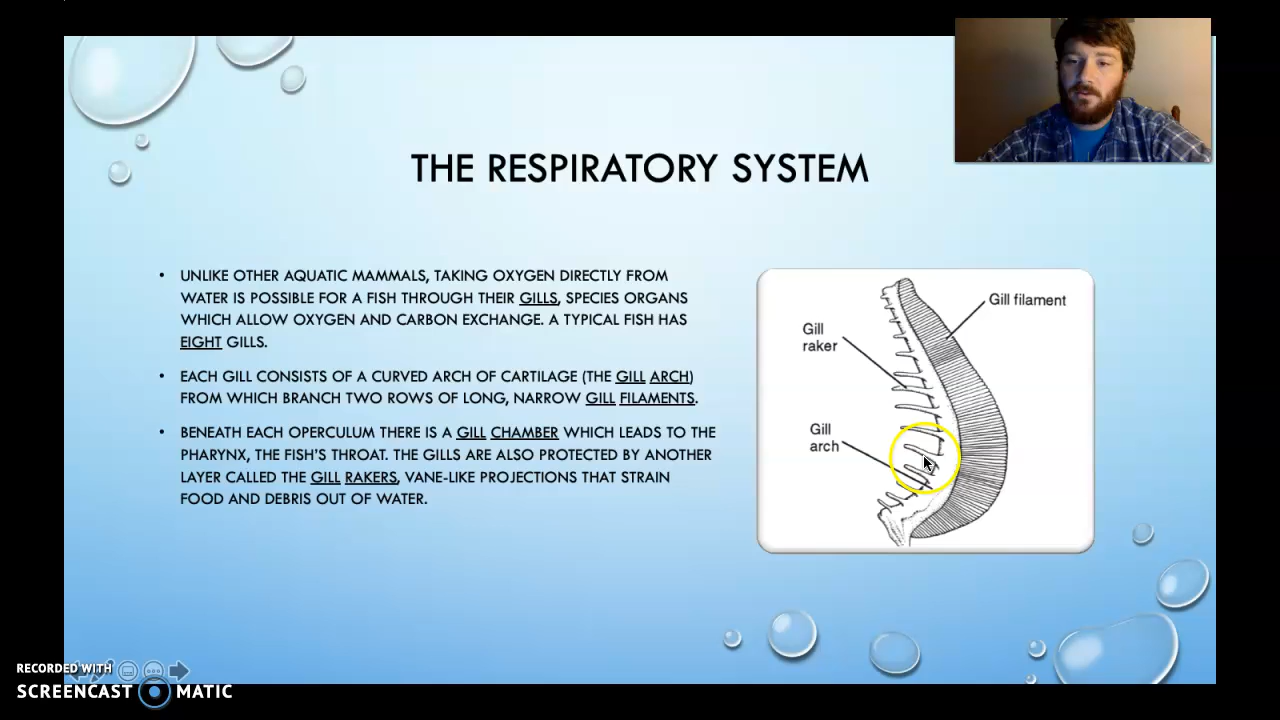 THE RESPIRATORY SYSTEM
• UNLIKE OTHER AQUATIC MAMMALS, TAKING OXYGEN DIRECTLY FROM
WATER IS POSSIBLE FOR A FISH THROUGH THEIR GILLS, SPECIES ORGANS
WHICH ALLOW OXYGEN AND CARBON EXCHANGE. A TYPICAL FISH HAS
EIGHT GILLS.
• EACH GILL CONSISTS OF A CURVED ARCH OF CARTILAGE (THE GILL ARCH)
FROM WHICH BRANCH TWO ROWS OF LONG, NARROW GILL FILAMENTS.
• BENEATH EACH OPERCULUM THERE IS A GILL CHAMBER WHICH LEADS TO THE
PHARYNX, THE FISH'S THROAT. THE GILLS ARE ALSO PROTECTED BY ANOTHER
LAYER CALLED THE GILL RAKERS, VANE-LIKE PROJECTIONS THAT STRAIN
FOOD AND DEBRIS OUT OF WATER.
Gill filament
Gill
raker
Gill
arch
RECORDED WITH
SCREENCAST MATIC